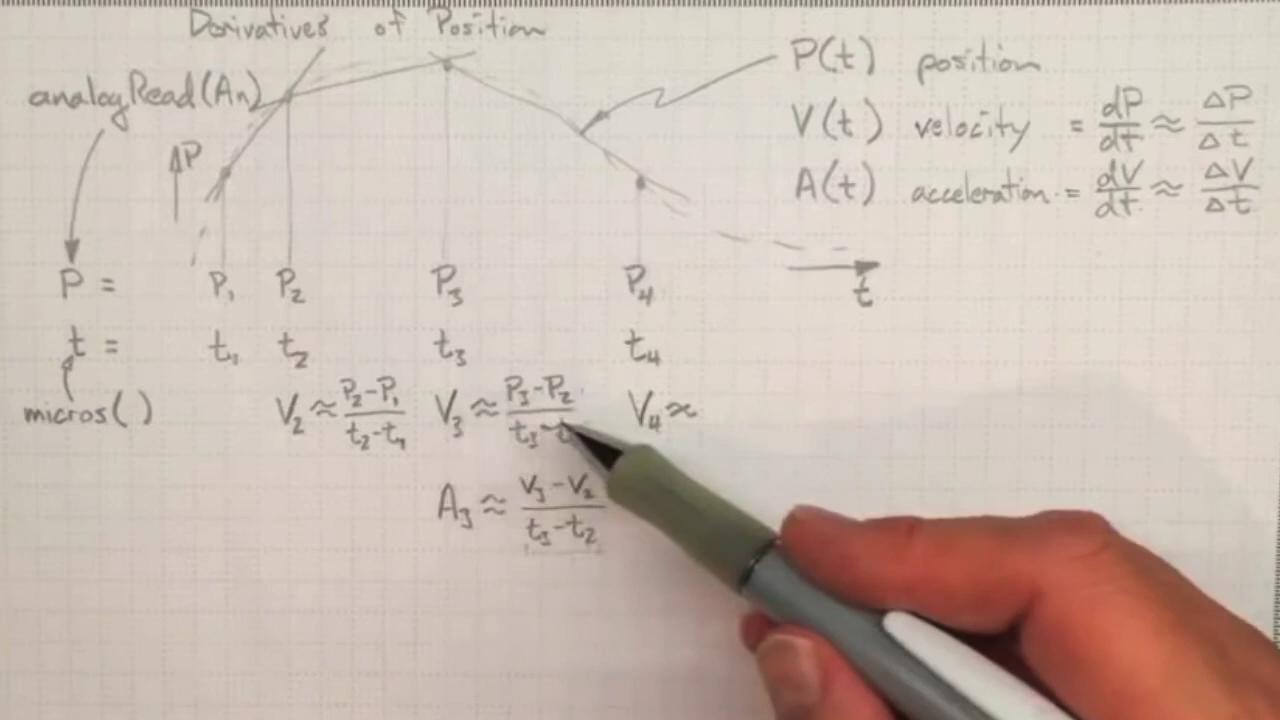 Derivatives of Position
analogRead(An)
P(t) position
V(t) velocity = dP/dt ≈ ΔP/Δt
A(t) acceleration = dV/dt ≈ ΔV/Δt
P
P = P₁ P₂ P₃ P₄
t
t = t₁ t₂ t₃ t₄
micros() V₂ ≈ P₂-P₁/t₂-t₁ V₃ ≈ P₃-P₂/t₃-t V₄ ≈
A₃ ≈ V₃-V₂/t₃-t₂